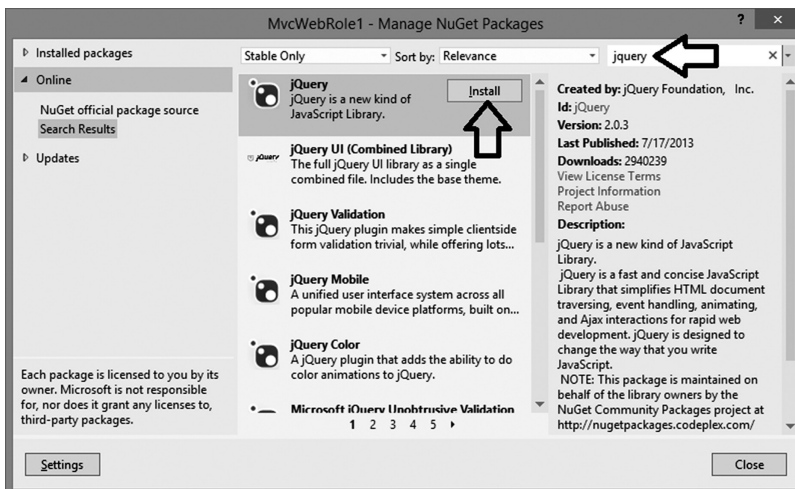 MvcWebRole1 - Manage NuGet Packages
?
×
Installed packages
Online
NuGet official package source
Search Results
Updates
Each package is licensed to you by its
owner. Microsoft is not responsible
for, nor does it grant any licenses to,
third-party packages.
Stable Only
Sort by: Relevance
jquery
×
jQuery
jQuery is a new kind of
JavaScript Library.
Install
jQuery UI (Combined Library)
The full jQuery UI library as a single
combined file. Includes the base theme.
jQuery
jQuery Validation
This jQuery plugin makes simple clientside
form validation trivial, while offering lots...
jQuery Mobile
A unified user interface system across all
popular mobile device platforms, built on...
jQuery Color
A jQuery plugin that adds the ability to do
color animations to jQuery.
Microsoft jQuery Unobtrusive Validation
1 2 3 4 5
Created by: jQuery Foundation, Inc.
Id: jQuery
Version: 2.0.3
Last Published: 7/17/2013
Downloads: 2940239
View License Terms
Project Information
Report Abuse
Description:
jQuery is a new kind of JavaScript
Library.
jQuery is a fast and concise JavaScript
Library that simplifies HTML document
traversing, event handling, animating,
and Ajax interactions for rapid web
development. jQuery is designed to
change the way that you write
JavaScript.
NOTE: This package is maintained on
behalf of the library owners by the
NuGet Community Packages project at
http://nugetpackages.codeplex.com/
Settings
Close